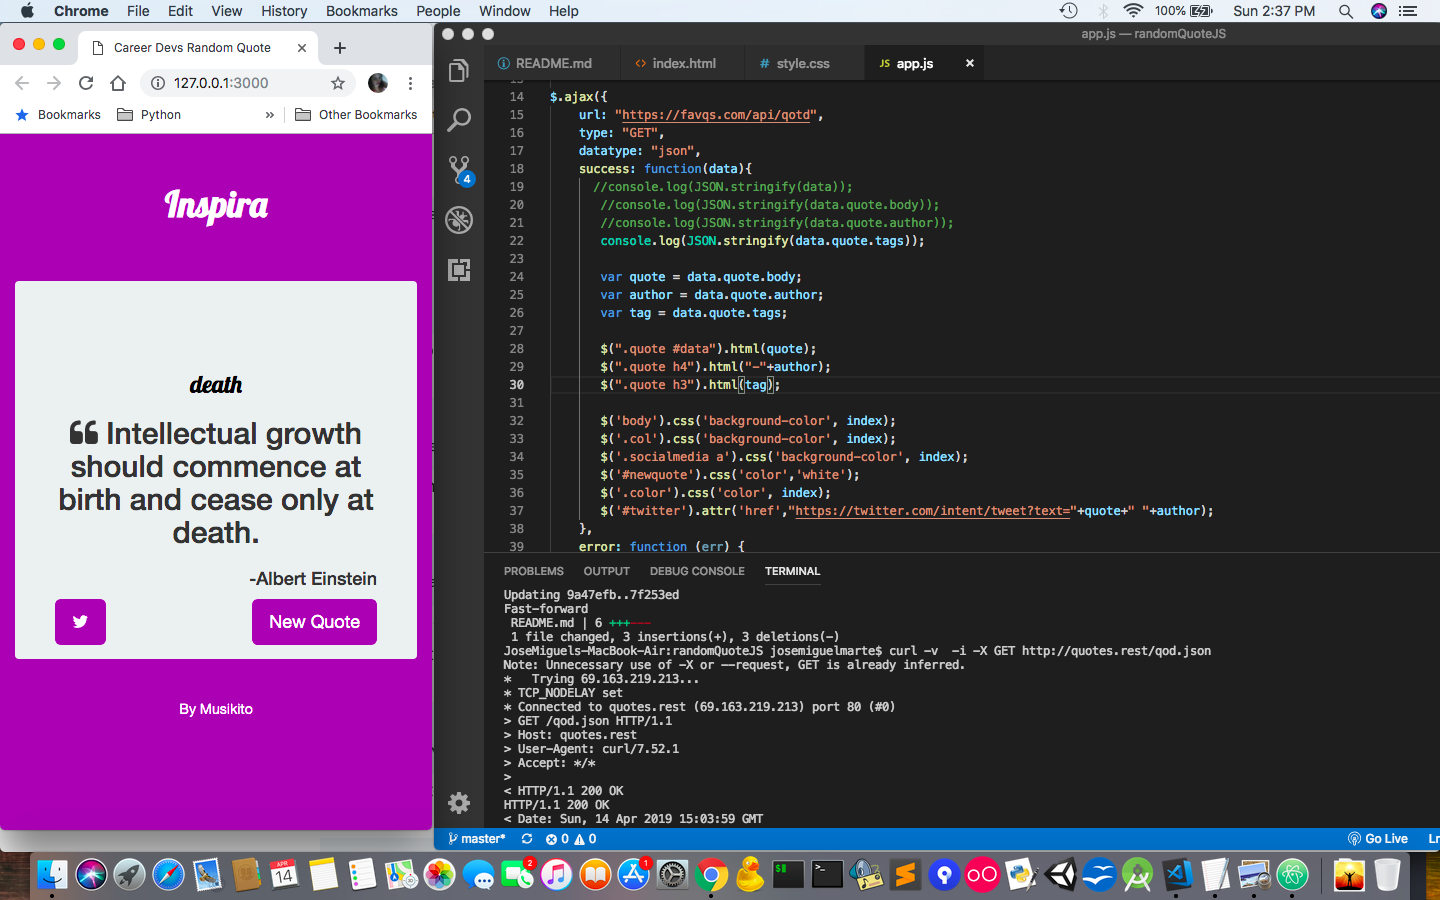 Chrome File Edit View History Bookmarks People Window Help 100% Sun 2:37 PM
Career Devs Random Quote
127.0.0.1:3000
Bookmarks Python » Other Bookmarks
Inspira
death
Intellectual growth
should commence at
birth and cease only at
death.
-Albert Einstein
New Quote
By Musikito
app.js — randomQuoteJS
README.md index.html style.css JS app.js
4
13
14 $.ajax({
15 url: "https://favqs.com/api/qotd",
16 type: "GET",
17 datatype: "json",
18 success: function(data){
19 //console.log(JSON.stringify(data));
20 //console.log(JSON.stringify(data.quote.body));
21 //console.log(JSON.stringify(data.quote.author));
22 console.log(JSON.stringify(data.quote.tags));
23
24 var quote = data.quote.body;
25 var author = data.quote.author;
26 var tag = data.quote.tags;
27
28 $(".quote #data").html(quote);
29 $(".quote h4").html("-"+author);
30 $(".quote h3").html(tag);
31
32 $('body').css('background-color', index);
33 $('.col').css('background-color', index);
34 $('.socialmedia a').css('background-color', index);
35 $('#newquote').css('color','white');
36 $('.color').css('color', index);
37 $('#twitter').attr('href',"https://twitter.com/intent/tweet?text="+quote+" "+author);
38 },
39 error: function (err) {
PROBLEMS OUTPUT DEBUG CONSOLE TERMINAL
Updating 9a47efb..7f253ed
Fast-forward
README.md | 6 +++---
1 file changed, 3 insertions(+), 3 deletions(-)
JoseMiguels-MacBook-Air:randomQuoteJS josemiguelmarte$ curl -v  -i -X GET http://quotes.rest/qod.json
Note: Unnecessary use of -X or --request, GET is already inferred.
*   Trying 69.163.219.213...
* TCP_NODELAY set
* Connected to quotes.rest (69.163.219.213) port 80 (#0)
> GET /qod.json HTTP/1.1
> Host: quotes.rest
> User-Agent: curl/7.52.1
> Accept: */*
>
< HTTP/1.1 200 OK
HTTP/1.1 200 OK
< Date: Sun, 14 Apr 2019 15:03:59 GMT
master* 0 0 Go Live Ln
APR 14 2 1